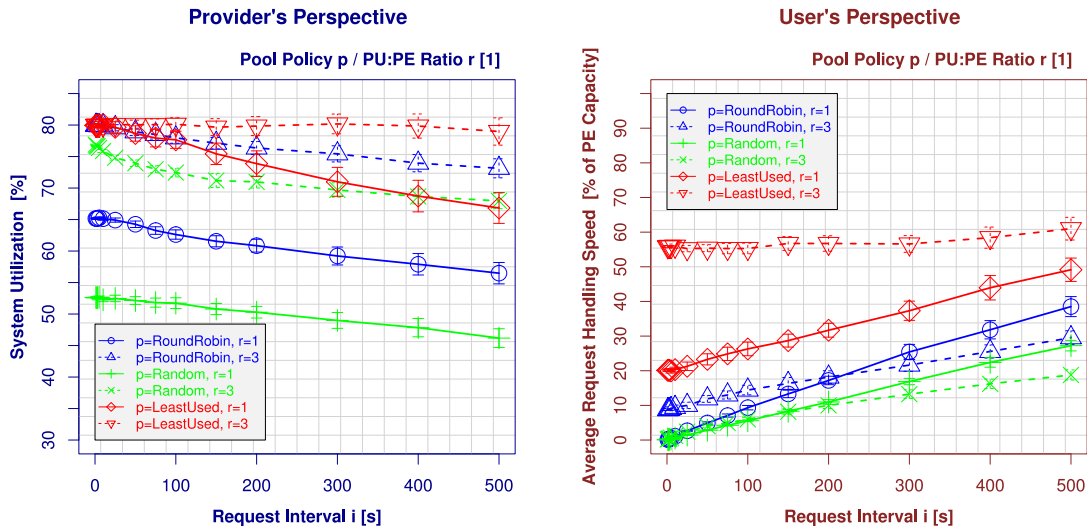 Provider's Perspective
Pool Policy p / PU:PE Ratio r [1]
System Utilization [%]
80
70
60
50
40
30
p=RoundRobin, r=1
p=RoundRobin, r=3
p=Random, r=1
p=Random, r=3
p=LeastUsed, r=1
p=LeastUsed, r=3
0 100 200 300 400 500
Request Interval i [s]
User's Perspective
Pool Policy p / PU:PE Ratio r [1]
Average Request Handling Speed [% of PE Capacity]
90
80
70
60
50
40
30
20
10
0
p=RoundRobin, r=1
p=RoundRobin, r=3
p=Random, r=1
p=Random, r=3
p=LeastUsed, r=1
p=LeastUsed, r=3
0 100 200 300 400 500
Request Interval i [s]